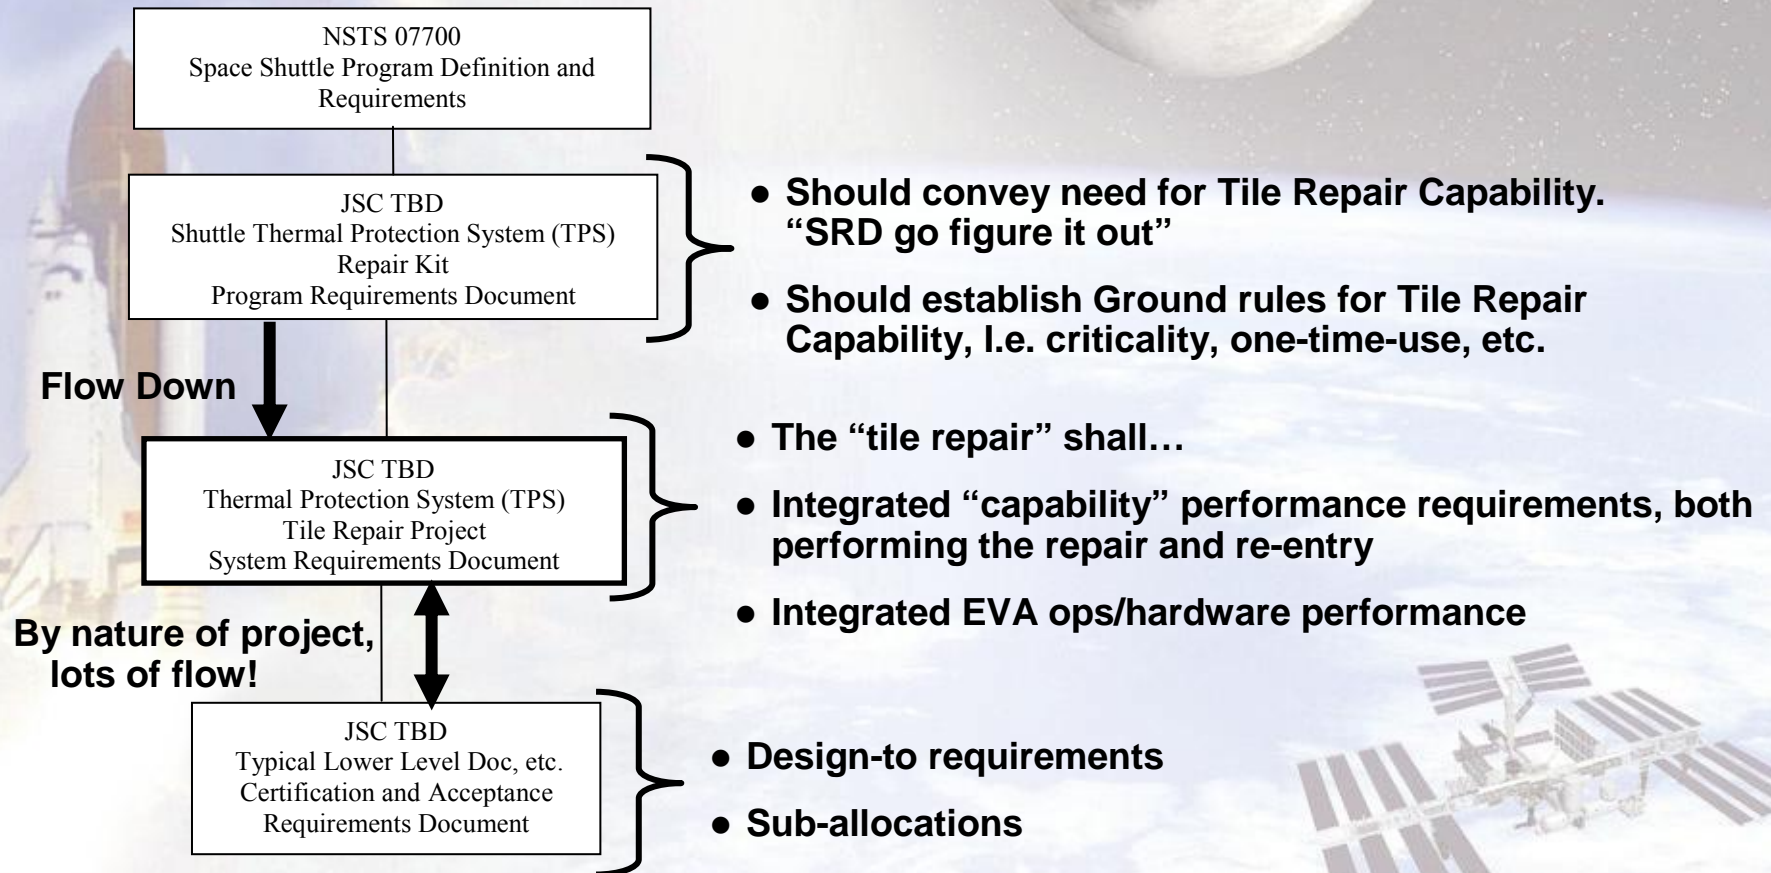 NSTS 07700
Space Shuttle Program Definition and
Requirements
JSC TBD
Shuttle Thermal Protection System (TPS)
Repair Kit
Program Requirements Document
● Should convey need for Tile Repair Capability.
“SRD go figure it out”
● Should establish Ground rules for Tile Repair
Capability, I.e. criticality, one-time-use, etc.
Flow Down
JSC TBD
Thermal Protection System (TPS)
Tile Repair Project
System Requirements Document
● The “tile repair” shall…
● Integrated “capability” performance requirements, both
performing the repair and re-entry
● Integrated EVA ops/hardware performance
By nature of project,
lots of flow!
JSC TBD
Typical Lower Level Doc, etc.
Certification and Acceptance
Requirements Document
● Design-to requirements
● Sub-allocations